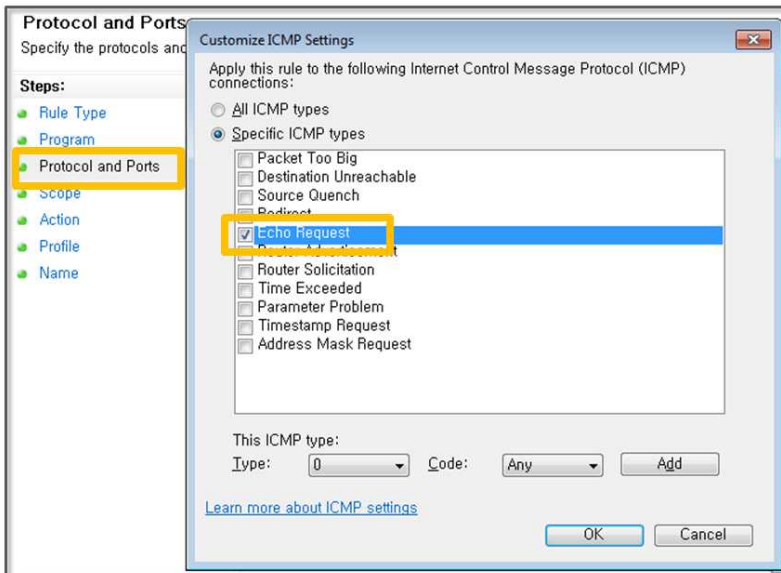 Protocol and Ports
Specify the protocols and
Steps:
Rule Type
Program
Protocol and Ports
Scope
Action
Profile
Name
Customize ICMP Settings
Apply this rule to the following Internet Control Message Protocol (ICMP)
connections:
All ICMP types
Specific ICMP types
Packet Too Big
Destination Unreachable
Source Quench
Redirect
Echo Request
Router Advertisement
Router Solicitation
Time Exceeded
Parameter Problem
Timestamp Request
Address Mask Request
This ICMP type:
Type: 0 Code: Any Add
Learn more about ICMP settings
OK Cancel